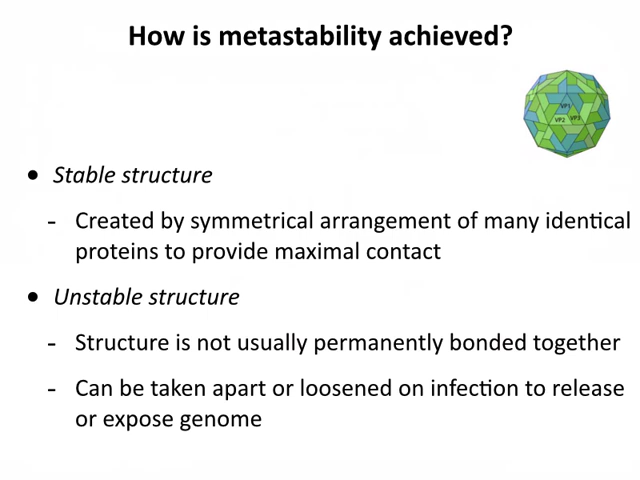 How is metastability achieved?
VP1
VP2 VP3
• Stable structure
- Created by symmetrical arrangement of many identical
proteins to provide maximal contact
• Unstable structure
- Structure is not usually permanently bonded together
- Can be taken apart or loosened on infection to release
or expose genome